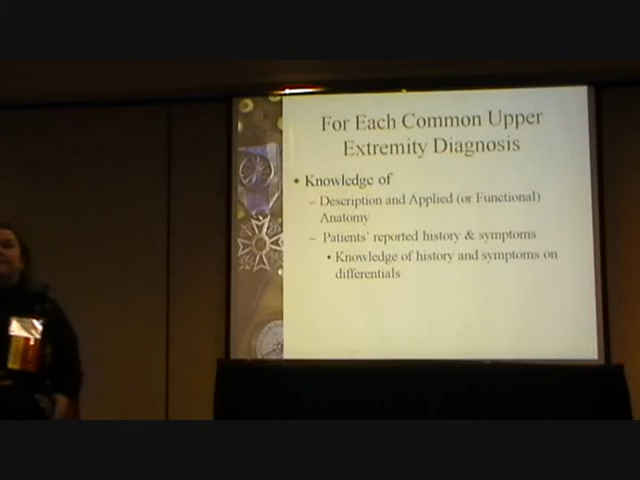 For Each Common Upper
Extremity Diagnosis
• Knowledge of
– Description and Applied (or Functional)
Anatomy
– Patients' reported history & symptoms
• Knowledge of history and symptoms on
differentials